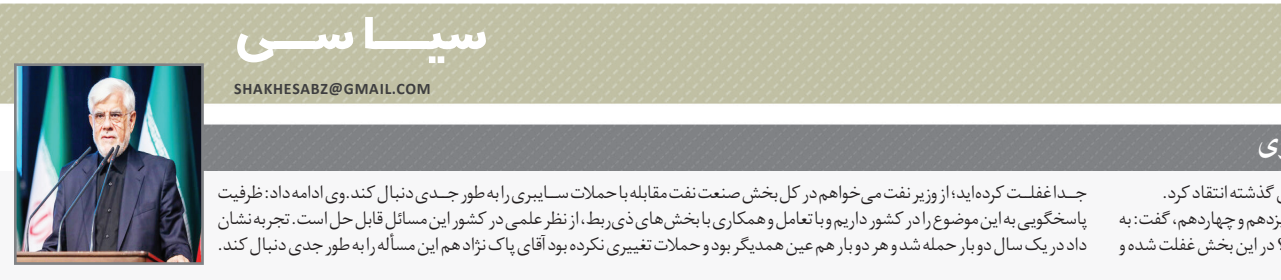 سیاسی
SHAKHESABZ@GMAIL.COM
گذشته انتقاد کرد.
زدهم و چهاردهم، گفت: به
؟ در این بخش غفلت شده و
جدا غفلت کرده‌اید؛ از وزیر نفت می‌خواهم در کل بخش صنعت نفت مقابله با حملات سایبری را به طور جدی دنبال کند. وی ادامه داد: ظرفیت
پاسخگویی به این موضوع را در کشور داریم و با تعامل و همکاری با بخش‌های ذی‌ربط، از نظر علمی در کشور این مسائل قابل حل است. تجربه نشان
داد در یک سال دو بار حمله شد و هر دو بار هم عین همدیگر بود و حملات تغییری نکرده بود آقای پاک نژاد هم این مسأله را به طور جدی دنبال کند.